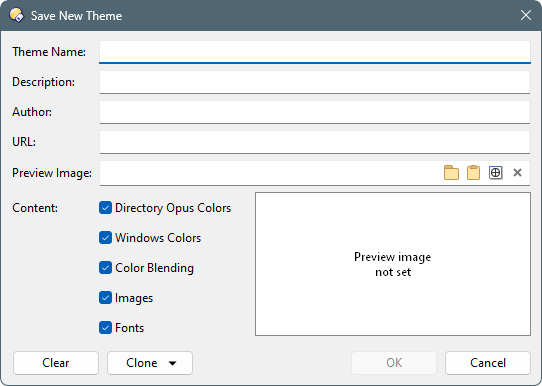 Save New Theme
Theme Name:
Description:
Author:
URL:
Preview Image:
Content:
Directory Opus Colors
Windows Colors
Color Blending
Images
Fonts
Preview image
not set
Clear
Clone
OK
Cancel